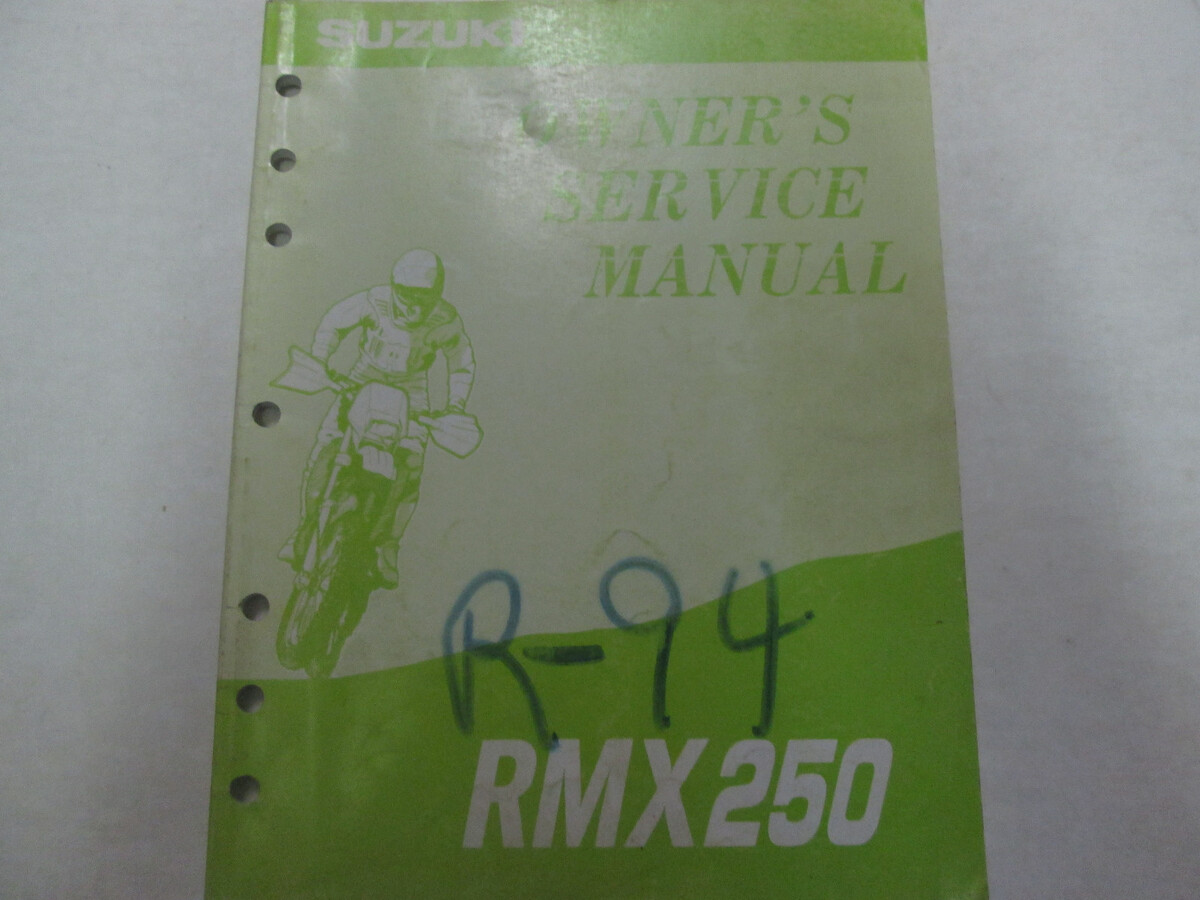 SUZUKI
OWNER'S
SERVICE
MANUAL
R-94
RMX250